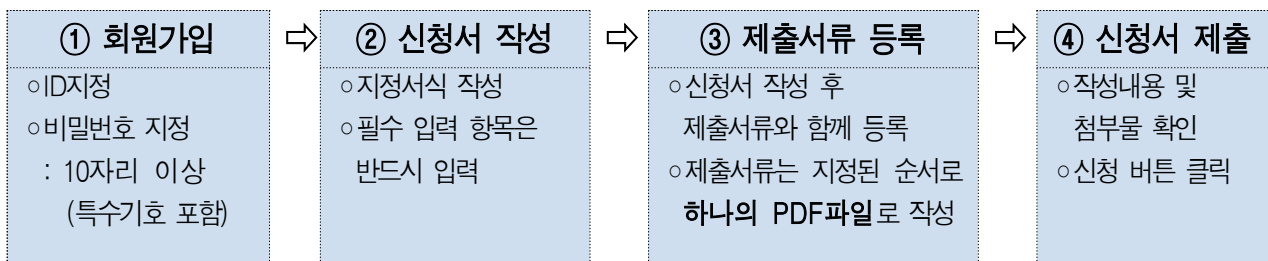 ① 회원가입
○ID지정
○비밀번호 지정
: 10자리 이상
(특수기호 포함)
⇨
② 신청서 작성
○지정서식 작성
○필수 입력 항목은
반드시 입력
⇨
③ 제출서류 등록
○신청서 작성 후
제출서류와 함께 등록
○제출서류는 지정된 순서로
하나의 PDF파일로 작성
⇨
④ 신청서 제출
○작성내용 및
첨부물 확인
○신청 버튼 클릭